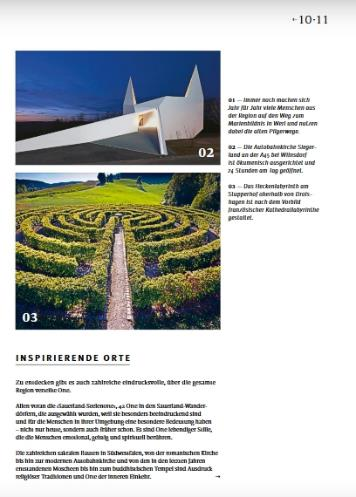 ←10·11
02
03
01 – Immer noch machen sich
Jahr für Jahr viele Menschen aus
der Region auf den Weg zum
Marienbildnis in Werl und nutzen
dabei die alten Pilgerwege.
02 – Die Autobahnkirche Sieger-
land an der A45 bei Wilnsdorf
ist ökumenisch ausgerichtet und
24 Stunden am Tag geöffnet.
03 – Das Heckenlabyrinth am
Stupperhof oberhalb von Drols-
hagen ist nach dem Vorbild
französischer Kathedrallabyrinthe
gestaltet.
INSPIRIERENDE ORTE
Zu entdecken gibt es auch zahlreiche eindrucksvolle, über die gesamte
Region verteilte Orte.
Allen voran die »Sauerland-Seelenorte«, 42 Orte in den Sauerland-Wander-
dörfern, die ausgewählt wurden, weil sie besonders beeindruckend sind
und für die Menschen in ihrer Umgebung eine besondere Bedeutung haben
– nicht nur heute, sondern auch früher schon. Es sind Orte lebendiger Stille,
die die Menschen emotional, geistig und spirituell berühren.
Die zahlreichen sakralen Bauten in Südwestfalen, von der romanischen Kirche
bis hin zur modernen Autobahnkirche und von den in den letzten Jahren
entstandenen Moscheen bis hin zum buddhistischen Tempel sind Ausdruck
religiöser Traditionen und Orte der inneren Einkehr. →